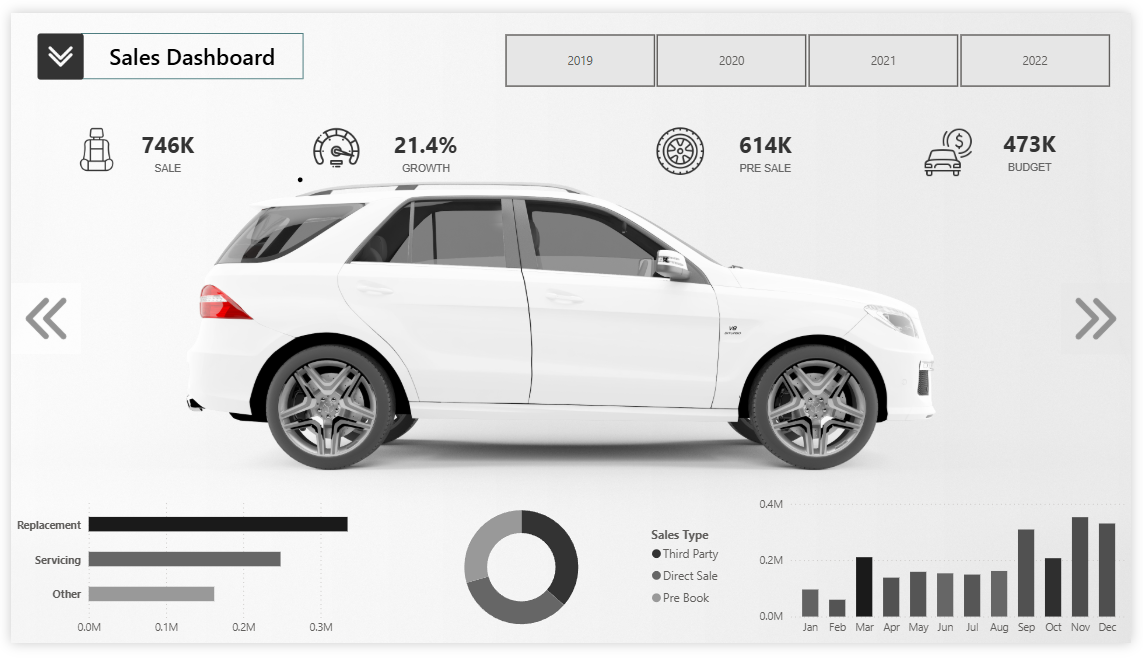 Sales Dashboard
2019
2020
2021
2022
746K
SALE
21.4%
GROWTH
614K
PRE SALE
473K
BUDGET
V8
Replacement
Servicing
Other
0.0M 0.1M 0.2M 0.3M
Sales Type
Third Party
Direct Sale
Pre Book
0.4M
0.2M
0.0M
Jan Feb Mar Apr May Jun Jul Aug Sep Oct Nov Dec